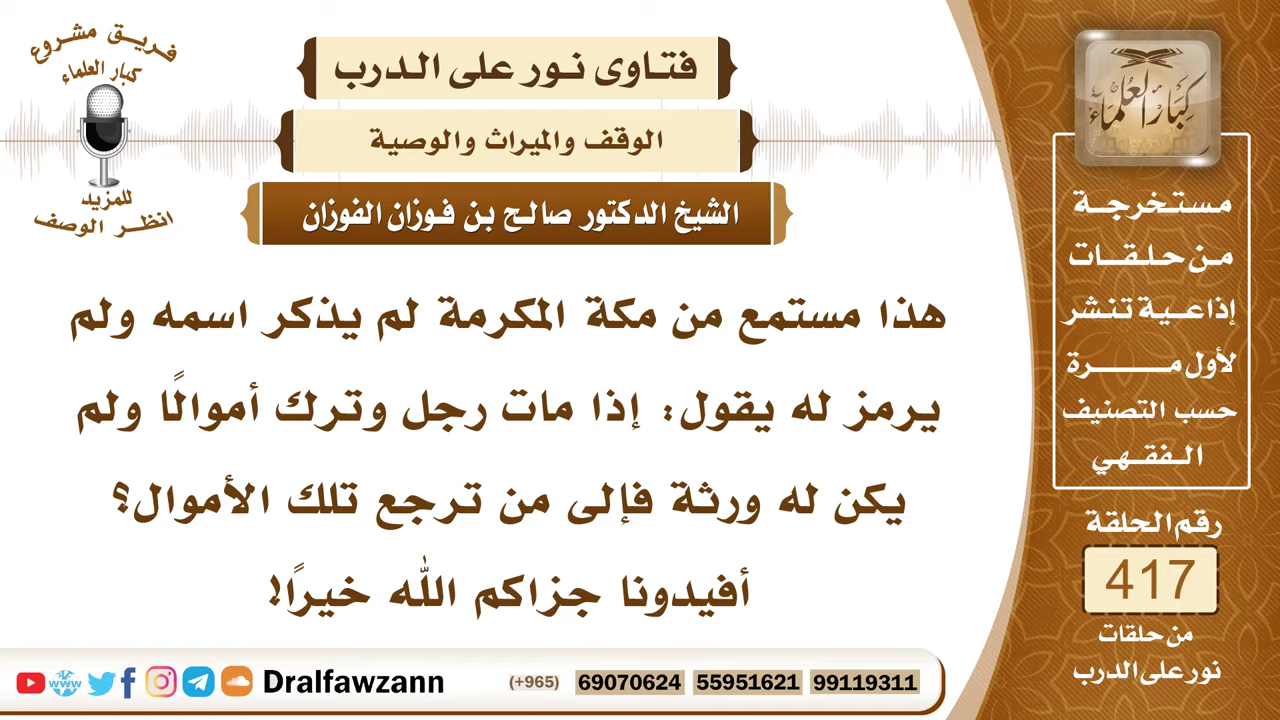 فريق مشروع
كبار العلماء
للمزيد
انظر الوصف
فتاوى نور على الدرب
الوقف والميراث والوصية
الشيخ الدكتور صالح بن فوزان الفوزان
هذا مستمع من مكة المكرمة لم يذكر اسمه ولم
يرمز له يقول: إذا مات رجل وترك أموالًا ولم
يكن له ورثة فإلى من ترجع تلك الأموال؟
أفيدونا جزاكم الله خيرًا!
كبار العلماء
مستخرجة
من حلقات
إذاعية تنشر
لأول مرة
حسب التصنيف
الفقهي
رقم الحلقة
417
من حلقات
نور على الدرب
www Dralfawzann (+965) 69070624 55951621 99119311